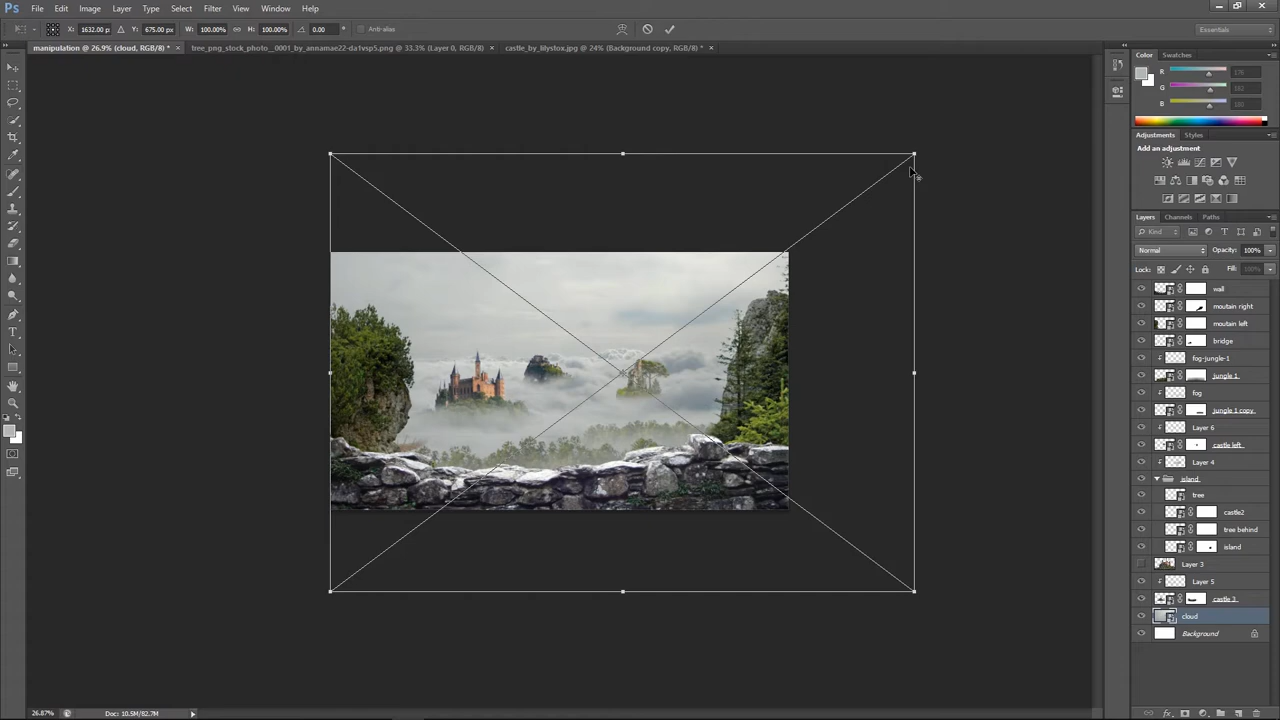 Ps File Edit Image Layer Type Select Filter View Window Help
X: 1632.00 p Y: 675.00 px W: 100.00% H: 100.00% 0.00 ° Anti-alias Essentials
manipulation @ 26.9% (cloud, RGB/8) * × tree_png_stock_photo__0001_by_annamae22-da1vsp5.png @ 33.3% (Layer 0, RGB/8) × castle_by_lilystox.jpg @ 24% (Background copy, RGB/8) * ×
Color Swatches
R 178
G 182
B 180
Adjustments Styles
Add an adjustment
Layers Channels Paths
Kind
Normal Opacity: 100%
Lock: Fill: 100%
wall
moutain right
moutain left
bridge
fog-jungle-1
jungle 1
fog
jungle 1 copy
Layer 6
castle left
Layer 4
island
tree
castle2
tree behind
island
Layer 3
Layer 5
castle 3
cloud
Background
26.87% Doc: 10.5M/82.7M
fx